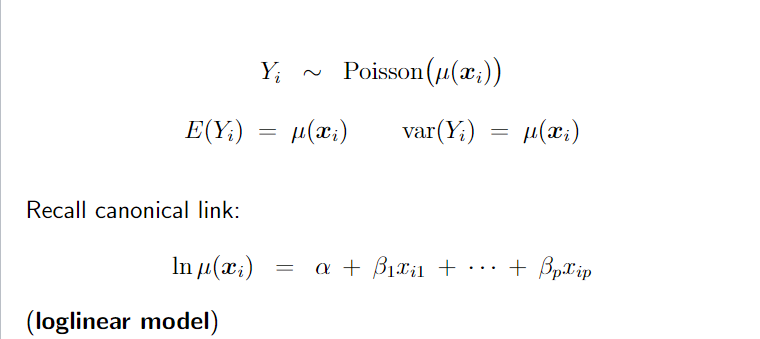 Yᵢ ∼ Poisson(μ(𝒙ᵢ))
E(Yᵢ) = μ(𝒙ᵢ) var(Yᵢ) = μ(𝒙ᵢ)
Recall canonical link:
ln μ(𝒙ᵢ) = α + β₁xᵢ₁ + ⋯ + βₚxᵢₚ
(loglinear model)